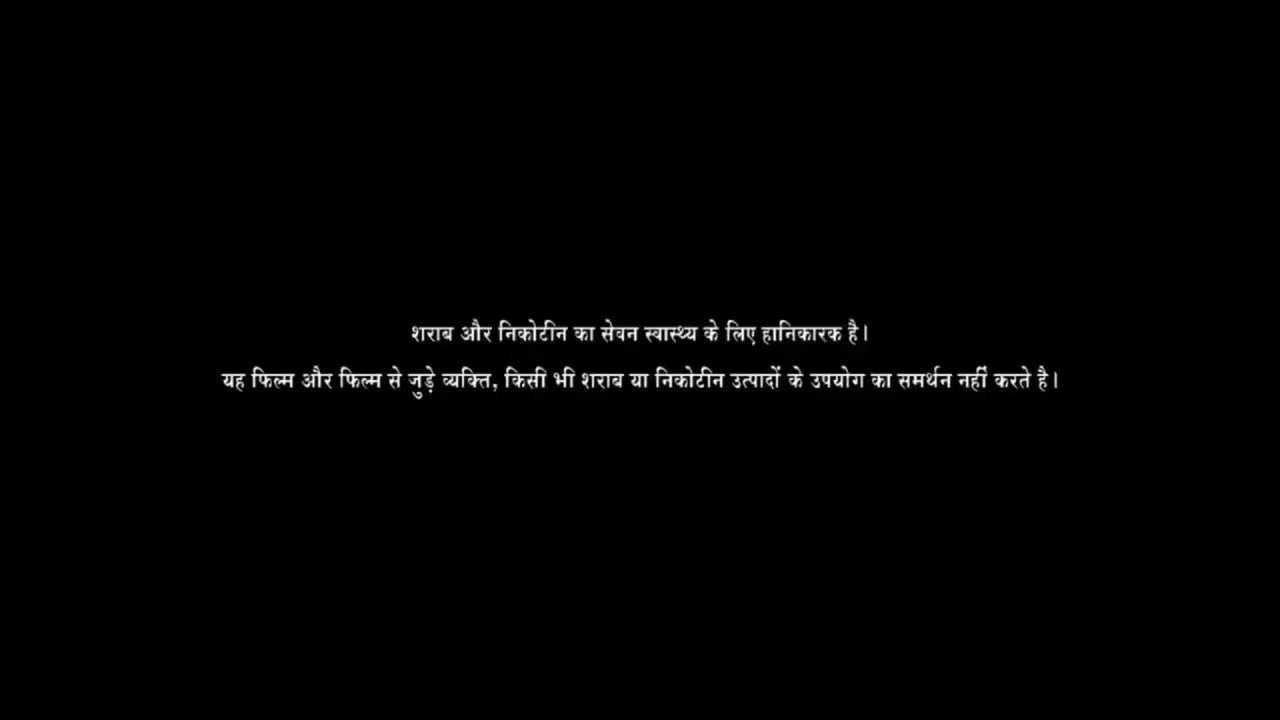 शराब और निकोटीन का सेवन स्वास्थ्य के लिए हानिकारक है।
यह फिल्म और फिल्म से जुड़े व्यक्ति, किसी भी शराब या निकोटीन उत्पादों के उपयोग का समर्थन नहीं करते है।